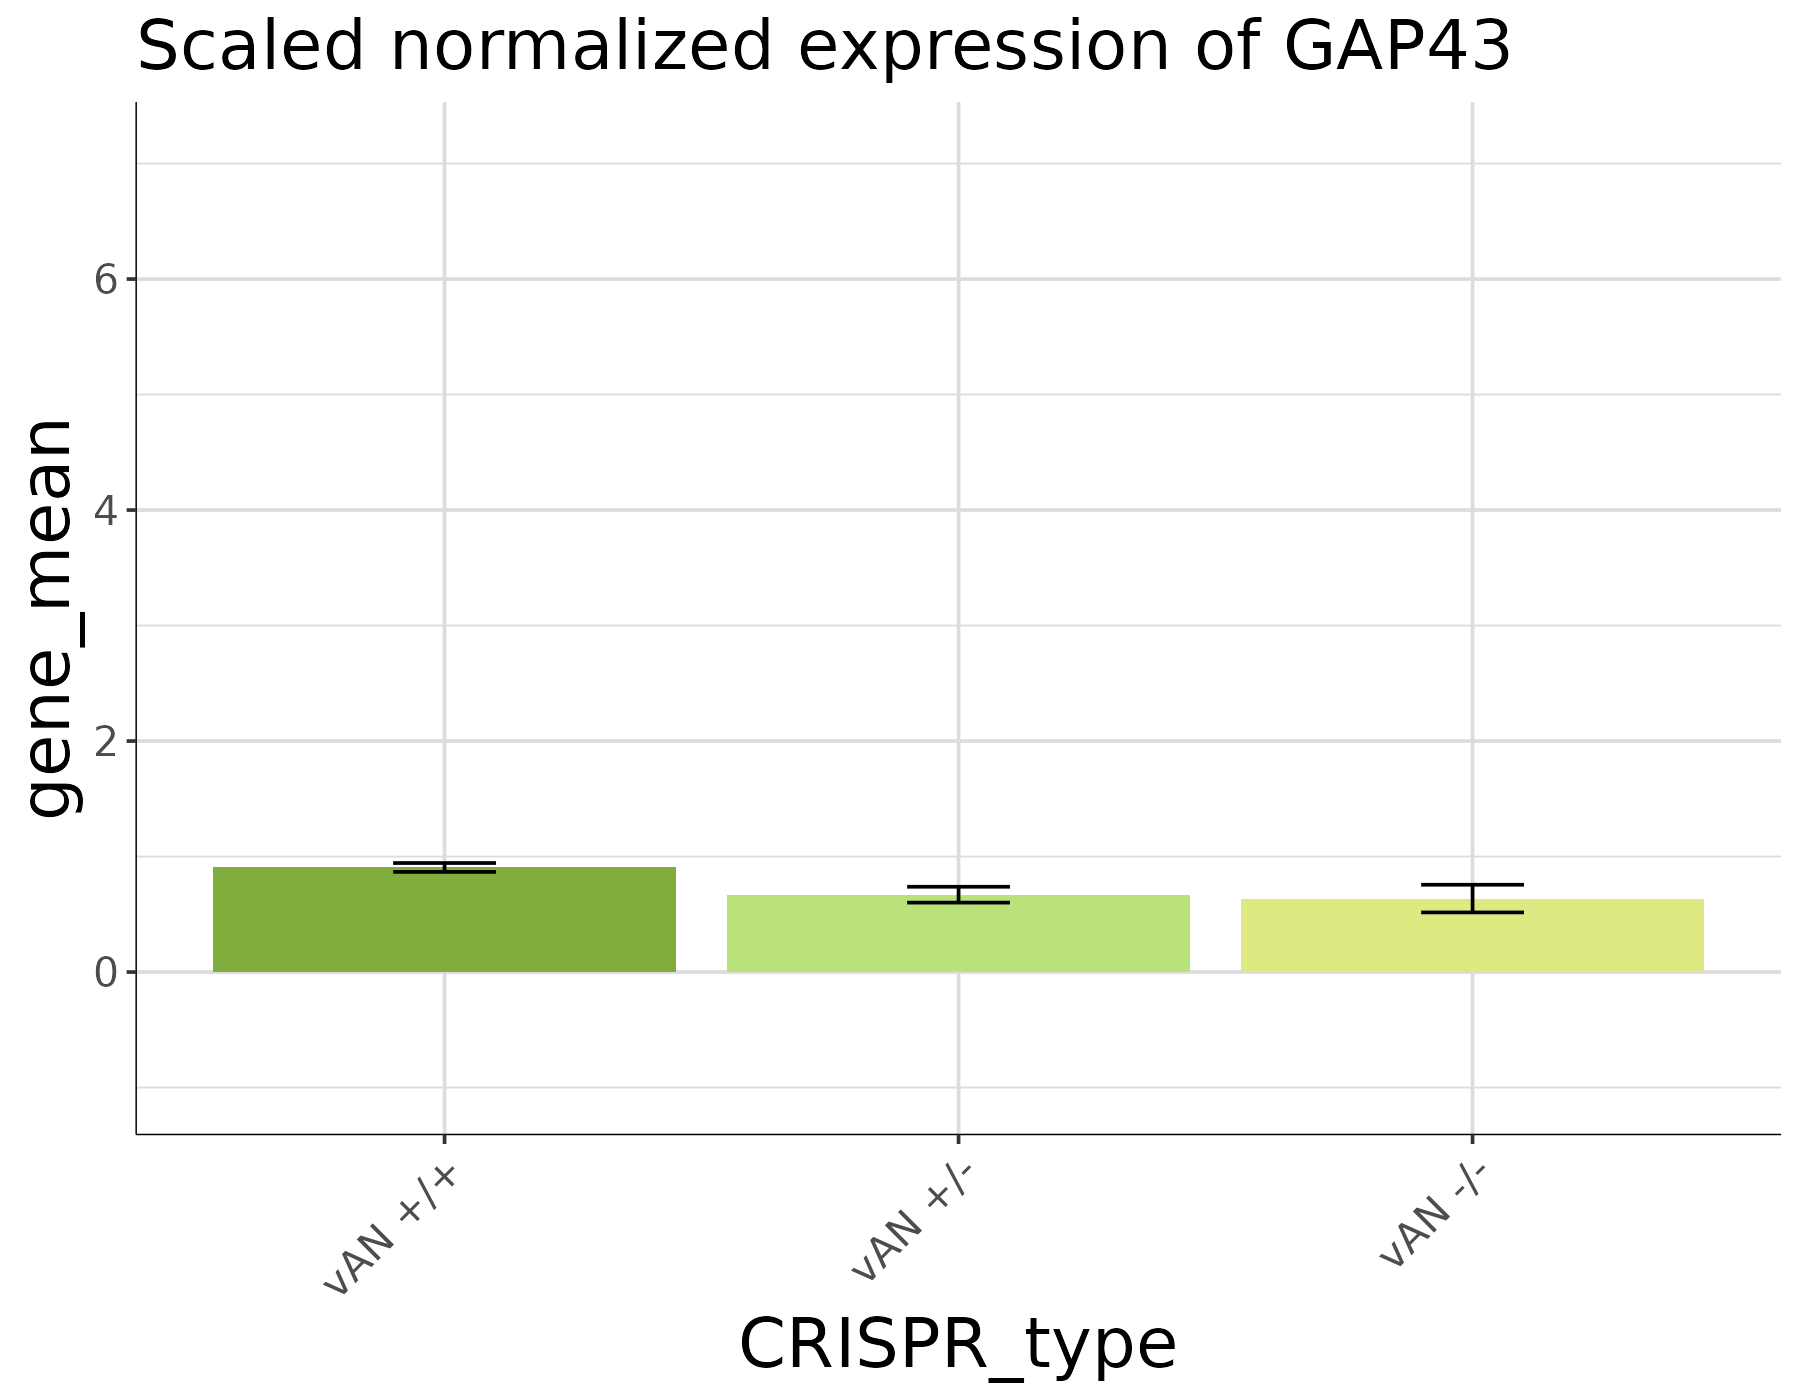 Scaled normalized expression of GAP43
gene_mean
6
4
2
0
vAN +/+
vAN +/-
vAN -/-
CRISPR_type